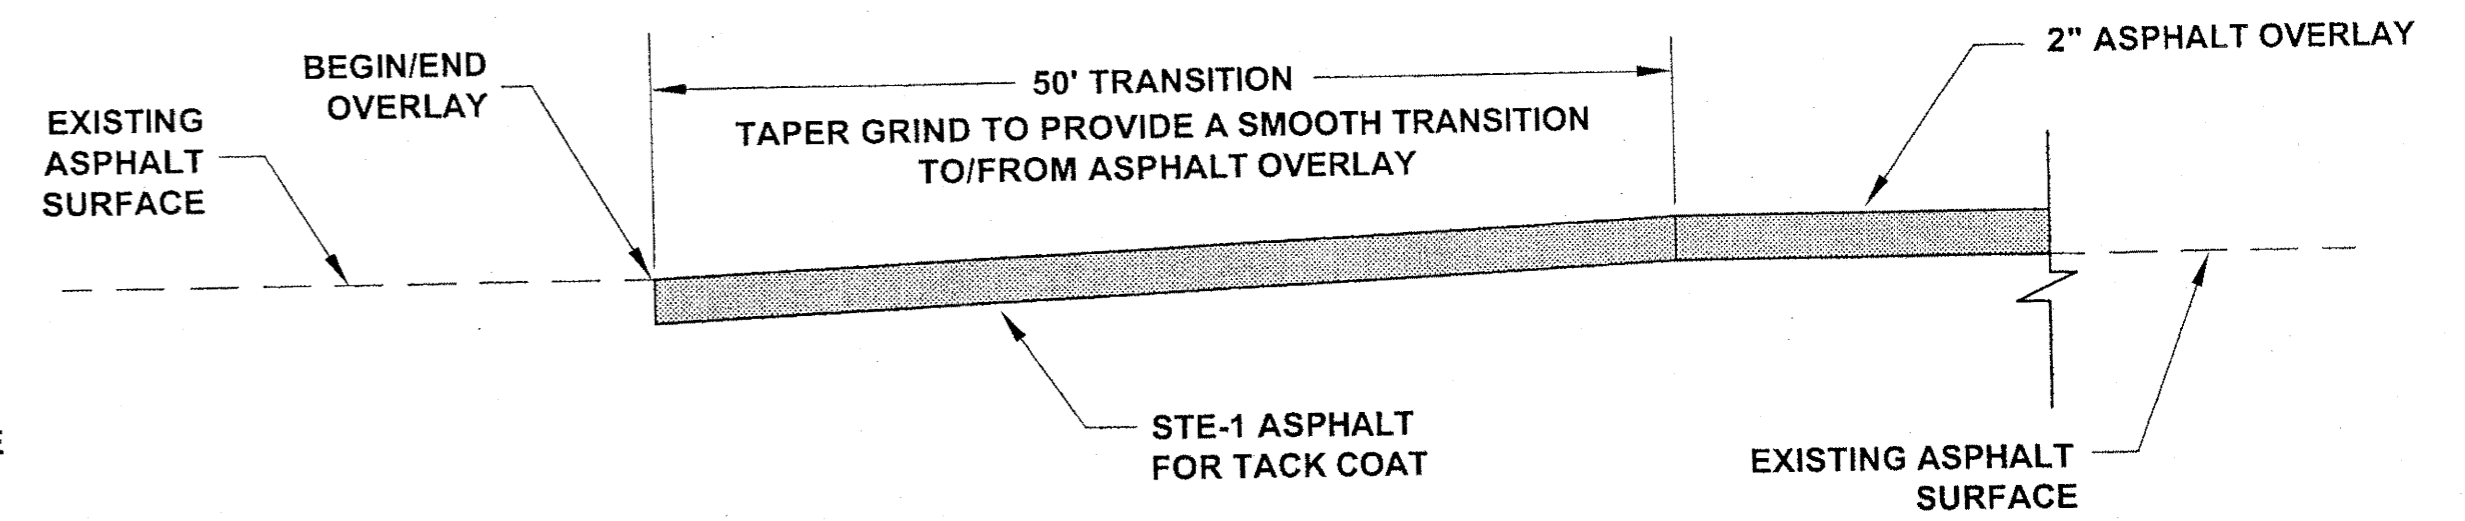 BEGIN/END
OVERLAY
EXISTING
ASPHALT
SURFACE
50' TRANSITION
TAPER GRIND TO PROVIDE A SMOOTH TRANSITION
TO/FROM ASPHALT OVERLAY
2" ASPHALT OVERLAY
STE-1 ASPHALT
FOR TACK COAT
EXISTING ASPHALT
SURFACE